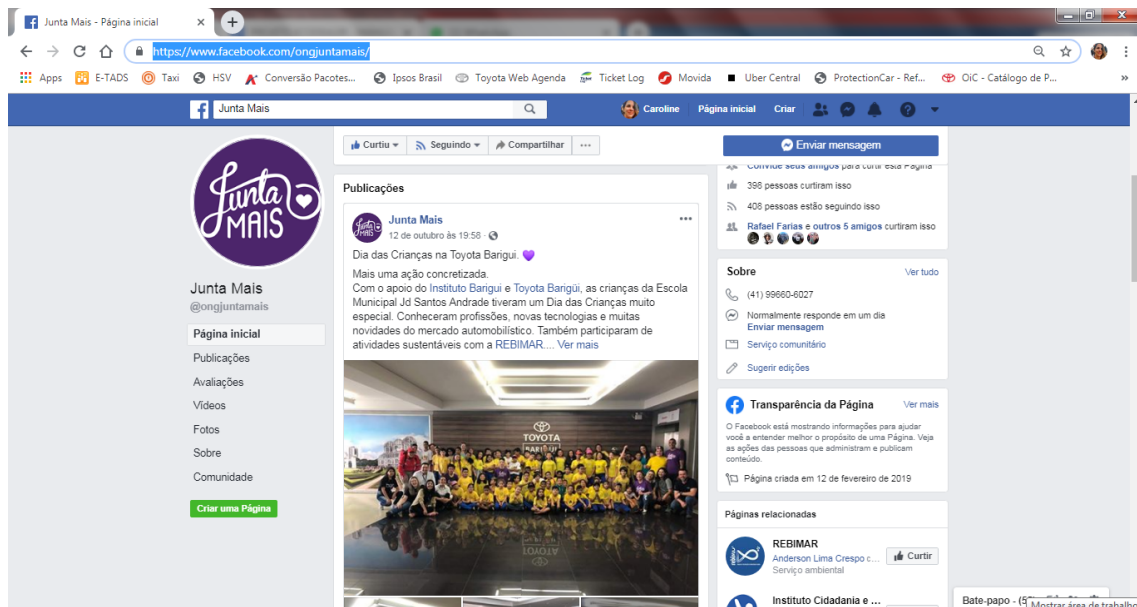 Junta Mais - Página inicial
https://www.facebook.com/ongjuntamais/
Apps
E-TADS
Taxi
HSV
Conversão Pacotes...
Ipsos Brasil
Toyota Web Agenda
Ticket Log
Movida
Uber Central
ProtectionCar - Ref...
OiC - Catálogo de P...
»
Junta Mais
Caroline
Página inicial
Criar
Junta
MAIS
Junta Mais
@ongjuntamais
Página inicial
Publicações
Avaliações
Vídeos
Fotos
Sobre
Comunidade
Criar uma Página
Curtiu
Seguindo
Compartilhar
...
Publicações
Junta Mais
12 de outubro às 19:58 ·
Dia das Crianças na Toyota Barigui. 💜
Mais uma ação concretizada.
Com o apoio do Instituto Barigui e Toyota Barigüi, as crianças da Escola
Municipal Jd Santos Andrade tiveram um Dia das Crianças muito
especial. Conheceram profissões, novas tecnologias e muitas
novidades do mercado automobilístico. Também participaram de
atividades sustentáveis com a REBIMAR.... Ver mais
TOYOTA
BARIGUI
Enviar mensagem
Convide seus amigos para curtir esta Página
398 pessoas curtiram isso
408 pessoas estão seguindo isso
Rafael Farias e outros 5 amigos curtiram isso
Sobre
Ver tudo
(41) 99660-6027
Normalmente responde em um dia
Enviar mensagem
Serviço comunitário
Sugerir edições
Transparência da Página
Ver mais
O Facebook está mostrando informações para ajudar
você a entender melhor o propósito de uma Página. Veja
as ações das pessoas que administram e publicam
conteúdo.
Página criada em 12 de fevereiro de 2019
Páginas relacionadas
REBIMAR
Anderson Lima Crespo c...
Serviço ambiental
Curtir
Instituto Cidadania e ...
Bate-papo
Mostrar área de trabalho